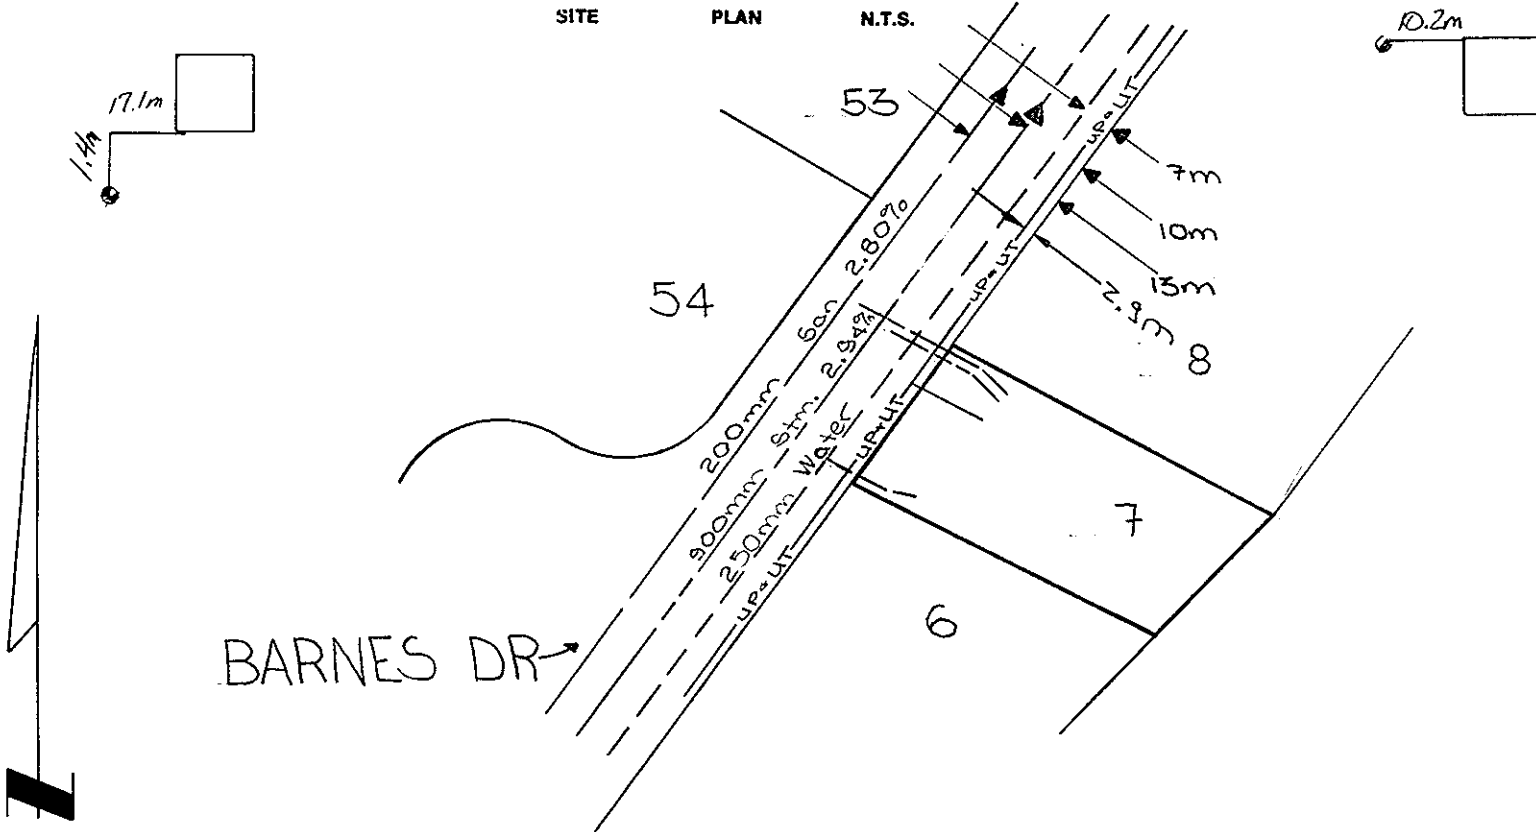 SITE PLAN N.T.S.
10.2m
17.1m
1.4m
53
UP & UT
7m
10m
13m
2.9m
54
200mm San 2.80%
900mm Stm. 2.94%
250mm Water
UP & UT
UP & UT
UP & UT
8
7
6
BARNES DR
N